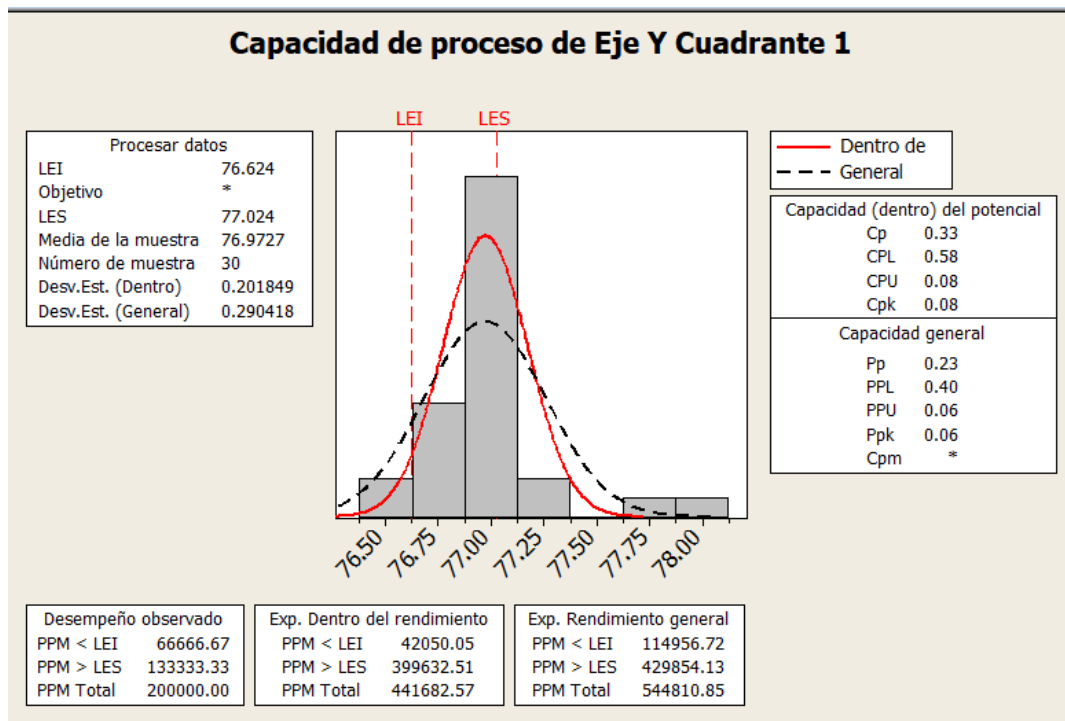 Capacidad de proceso de Eje Y Cuadrante 1
LEI LES
Procesar datos
LEI 76.624
Objetivo *
LES 77.024
Media de la muestra 76.9727
Número de muestra 30
Desv.Est. (Dentro) 0.201849
Desv.Est. (General) 0.290418
Dentro de
General
Capacidad (dentro) del potencial
Cp 0.33
CPL 0.58
CPU 0.08
Cpk 0.08
Capacidad general
Pp 0.23
PPL 0.40
PPU 0.06
Ppk 0.06
Cpm *
76.50 76.75 77.00 77.25 77.50 77.75 78.00
Desempeño observado
PPM < LEI 66666.67
PPM > LES 133333.33
PPM Total 200000.00
Exp. Dentro del rendimiento
PPM < LEI 42050.05
PPM > LES 399632.51
PPM Total 441682.57
Exp. Rendimiento general
PPM < LEI 114956.72
PPM > LES 429854.13
PPM Total 544810.85